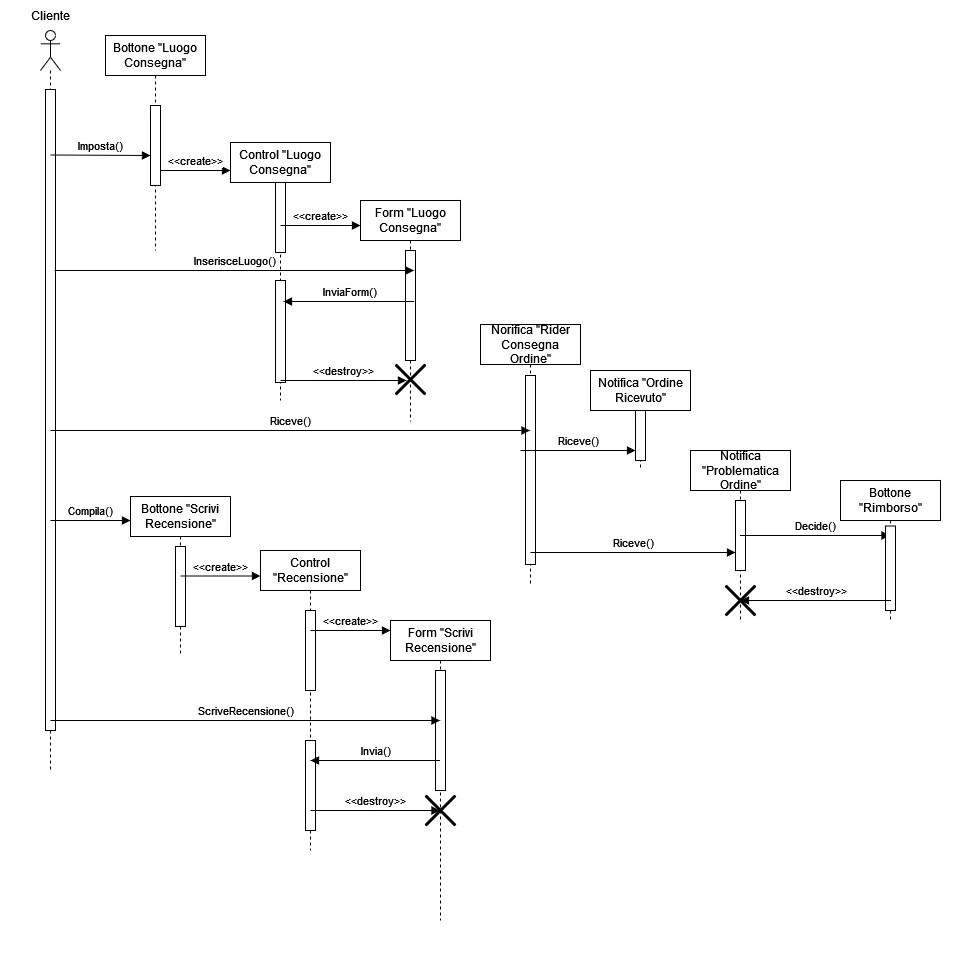 Cliente
Bottone "Luogo
Consegna"
Imposta()
<<create>>
Control "Luogo
Consegna"
<<create>>
Form "Luogo
Consegna"
InserisceLuogo()
InviaForm()
Norifica "Rider
Consegna
Ordine"
<<destroy>>
Notifica "Ordine
Ricevuto"
Riceve()
Riceve()
Notifica
"Problematica
Ordine"
Bottone
"Rimborso"
Compila()
Bottone "Scrivi
Recensione"
Decide()
Riceve()
<<create>>
Control
"Recensione"
<<destroy>>
<<create>>
Form "Scrivi
Recensione"
ScriveRecensione()
Invia()
<<destroy>>